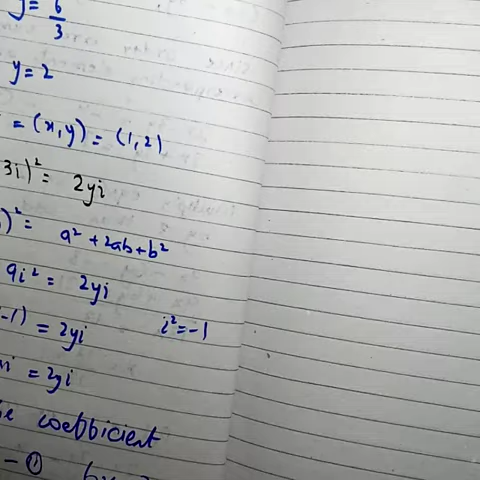 y = 6/3
y = 2
= (x, y) = (1, 2)
3i)² = 2yi
)² = a² + 2ab + b²
9i² = 2yi
-1) = 2yi i² = -1
i = 2yi
coefficient
- ①